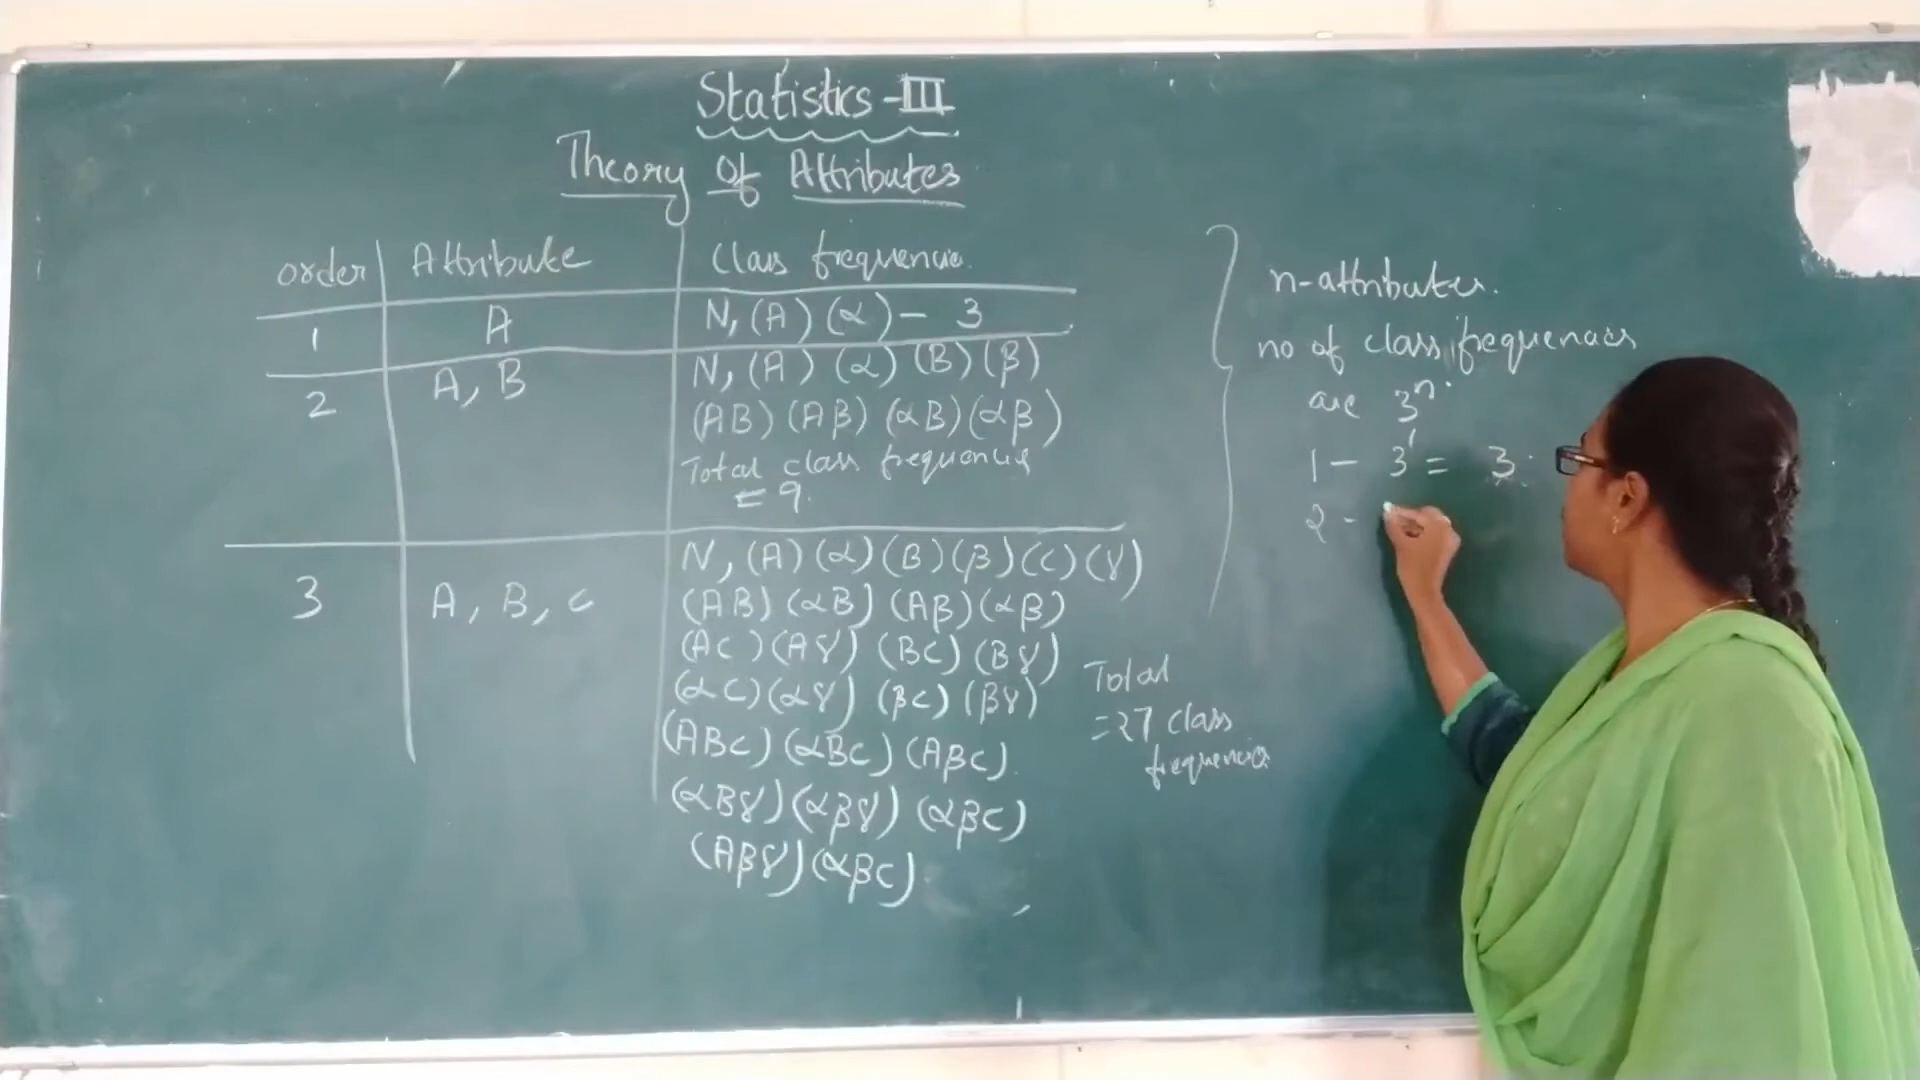 Statistics-III
Theory Of Attributes
order Attribute Class frequencies
1 A N, (A) (α) - 3
2 A, B N, (A) (α) (B) (β)
(AB) (Aβ) (αB) (αβ)
Total class frequencies
= 9.
3 A, B, C N, (A) (α) (B) (β) (C) (γ)
(AB) (αB) (Aβ) (αβ)
(AC) (Aγ) (BC) (Bγ)
(αC) (αγ) (βC) (βγ)
(ABC) (αBC) (AβC).
(αBγ) (αβγ) (αβC)
(Aβγ) (αβC).
Total
= 27 class
frequencies
n-attributes.
no of class frequencies
are 3ⁿ.
1 - 3¹ = 3.
2 -